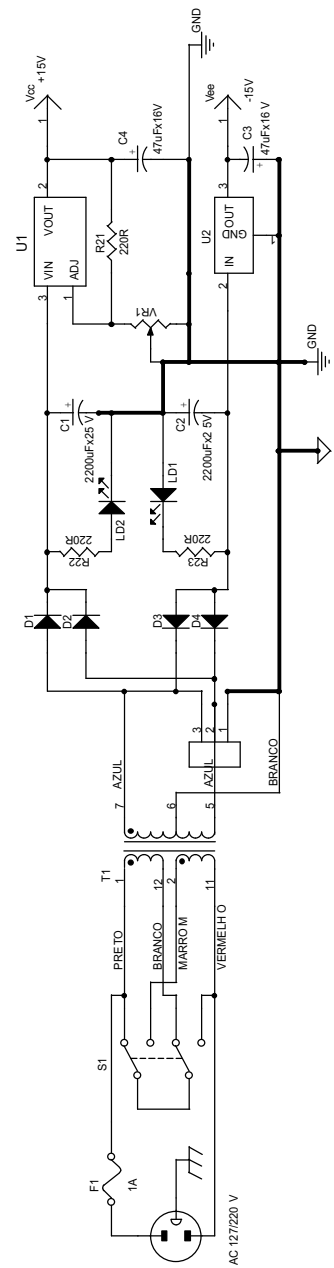 AC 127/220 V
F1
1A
S1
PRETO
BRANCO
MARRO M
VERMELH O
T1
1
12
2
11
7
6
5
AZUL
AZUL
BRANCO
3
2
1
D1
D2
D3
D4
R22
220R
R23
220R
LD2
LD1
C1
+
2200uFx25 V
C2
+
2200uFx2 5V
U1
VIN
VOUT
ADJ
3
2
1
R21
220R
VR1
C4
+
47uFx16V
Vcc
+15V
1
GND
U2
IN
OUT
GND
2
3
1
Vee
-15V
1
C3
+
47uFx16 V
GND